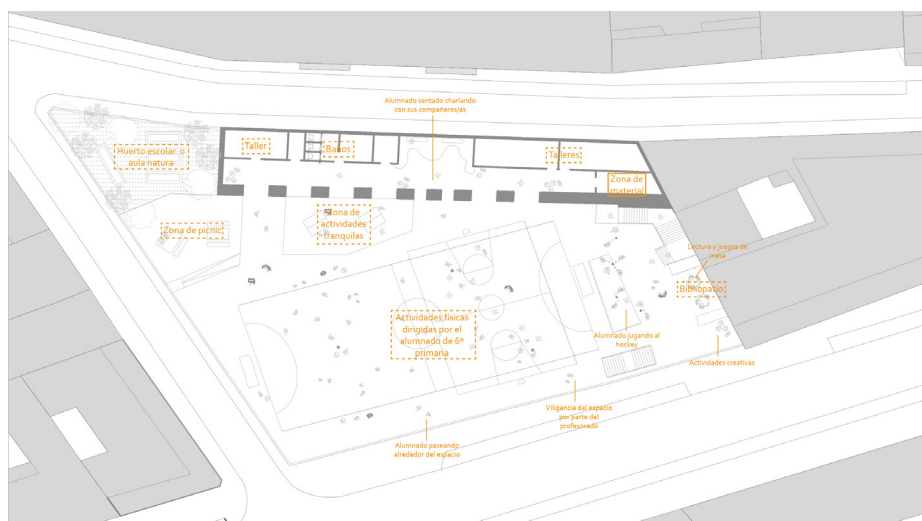 Alumnado sentado charlando
con sus compañeros/as
Taller
Baños
Talleres
Huerto escolar o
aula natura
Zona de
material
Zona de picnic
Zona de
actividades
tranquilas
Lectura y juegos de
mesa
Bibliopatio
Actividades físicas
dirigidas por el
alumnado de 6º
primaria
Alumnado jugando al
hockey
Actividades creativas
Viligancia del espacio
por parte del
profesorado
Alumnado paseando
alrededor del espacio